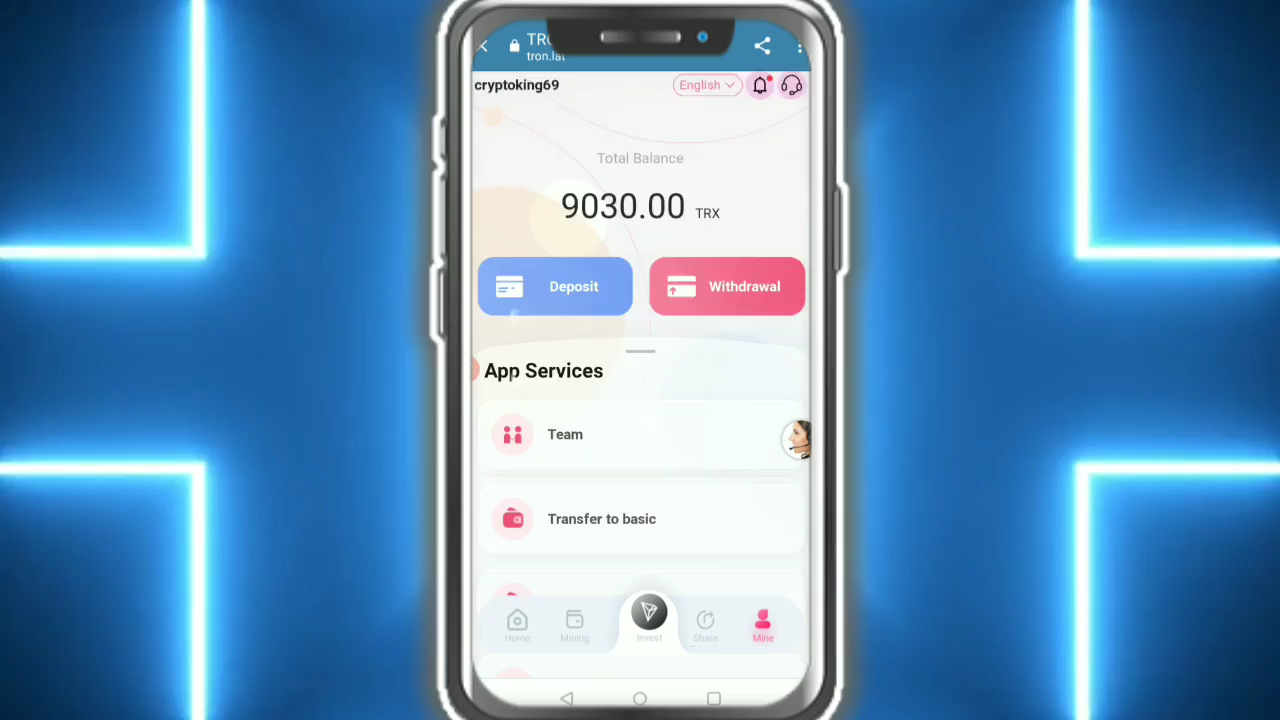 tron.lat
cryptoking69
English
Total Balance
9030.00 TRX
Deposit
Withdrawal
App Services
Team
Transfer to basic
Home
Mining
Invest
Share
Mine